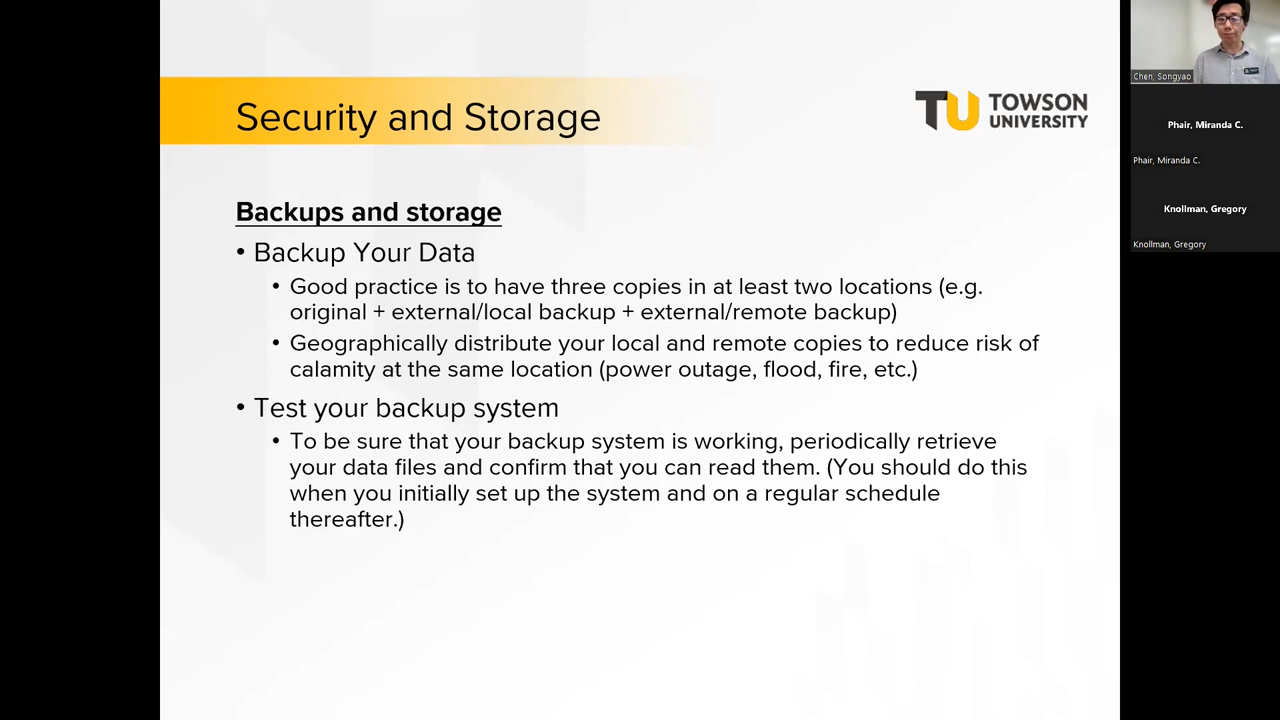 Security and Storage
TU TOWSON
UNIVERSITY
Backups and storage
• Backup Your Data
• Good practice is to have three copies in at least two locations (e.g.
original + external/local backup + external/remote backup)
• Geographically distribute your local and remote copies to reduce risk of
calamity at the same location (power outage, flood, fire, etc.)
• Test your backup system
• To be sure that your backup system is working, periodically retrieve
your data files and confirm that you can read them. (You should do this
when you initially set up the system and on a regular schedule
thereafter.)
Chen, Songyao
Phair, Miranda C.
Phair, Miranda C.
Knollman, Gregory
Knollman, Gregory